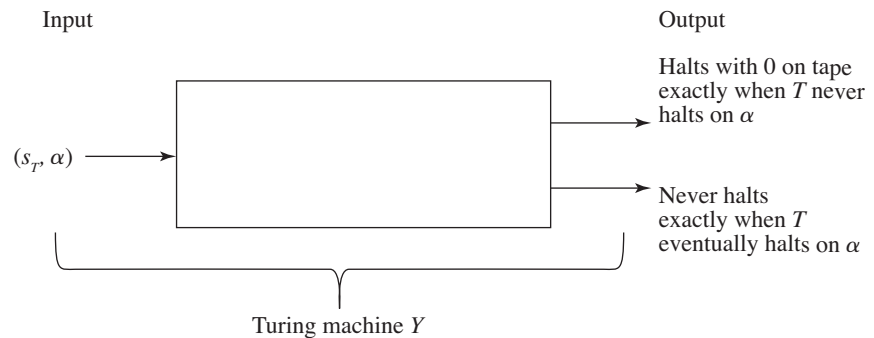 Input
Output
Halts with 0 on tape
exactly when T never
halts on α
(s_T, α)
Never halts
exactly when T
eventually halts on α
Turing machine Y